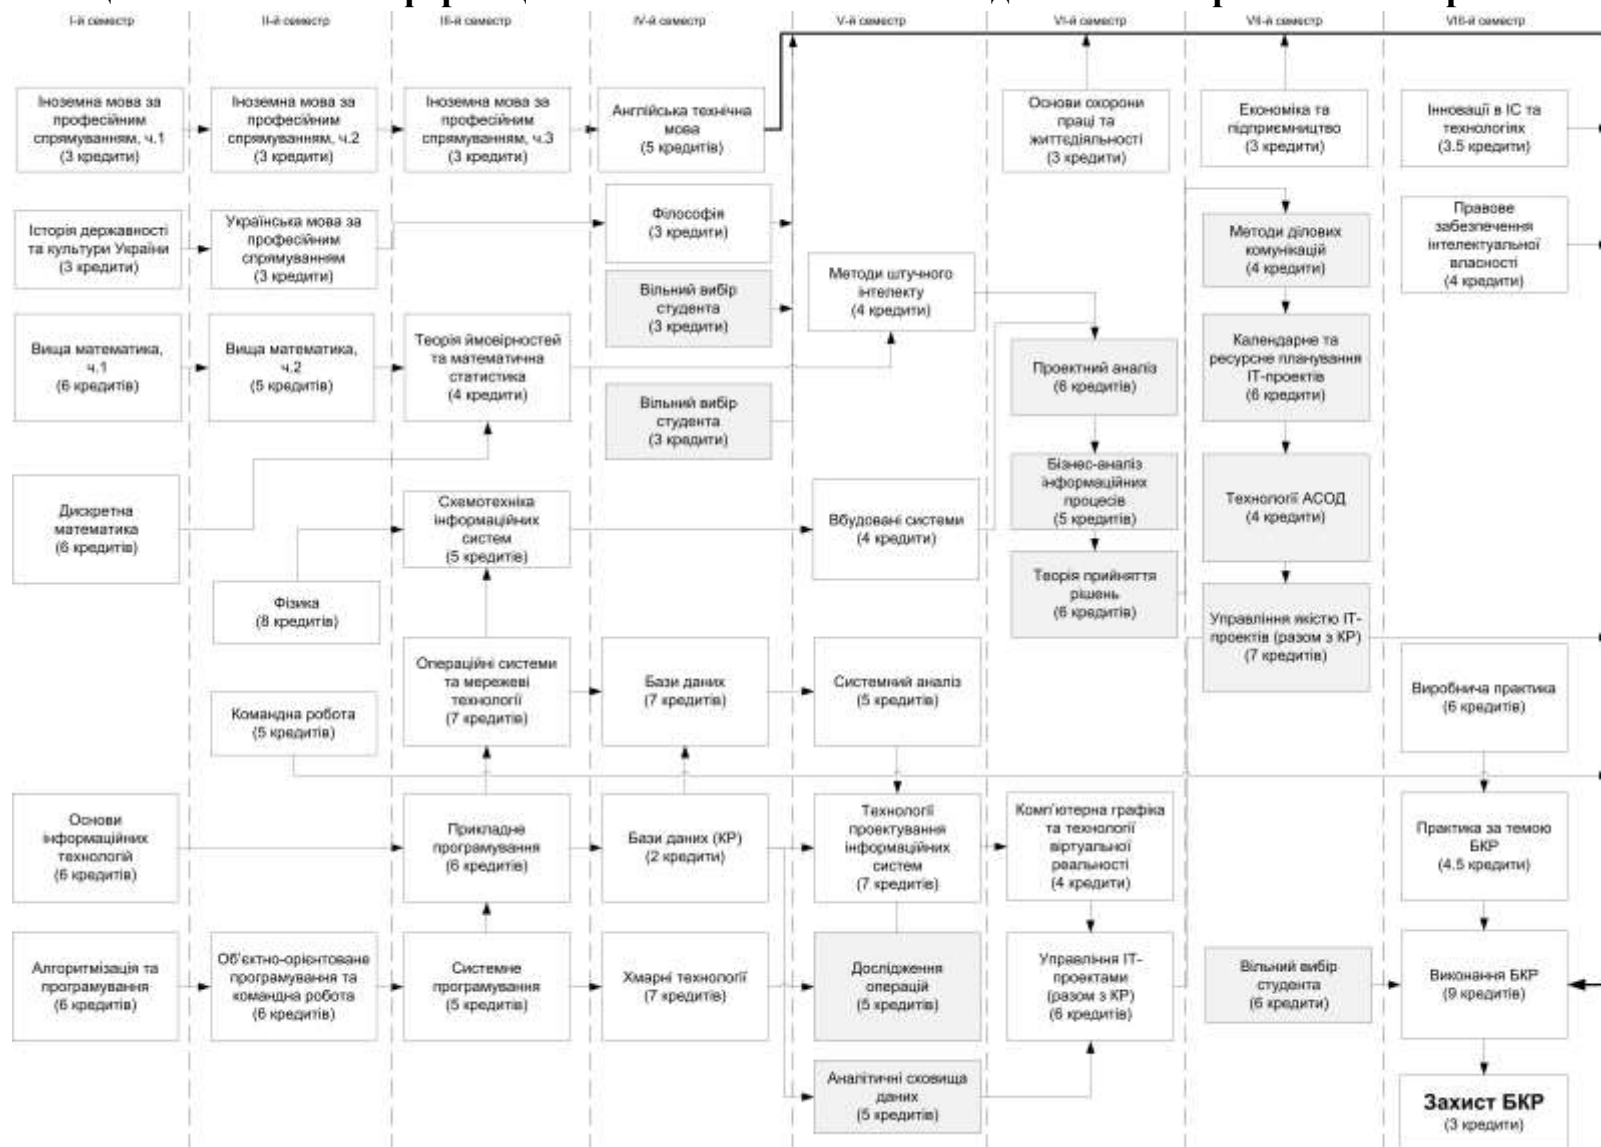 І-й семестр
ІІ-й семестр
ІІІ-й семестр
ІV-й семестр
V-й семестр
VІ-й семестр
VІІ-й семестр
VІІІ-й семестр
Іноземна мова за
професійним
спрямуванням, ч.1
(3 кредити)
Іноземна мова за
професійним
спрямуванням, ч.2
(3 кредити)
Іноземна мова за
професійним
спрямуванням, ч.3
(3 кредити)
Англійська технічна
мова
(5 кредитів)
Основи охорони
праці та
життєдіяльності
(3 кредити)
Економіка та
підприємництво
(3 кредити)
Інновації в ІС та
технологіях
(3.5 кредити)
Історія державності
та культури України
(3 кредити)
Українська мова за
професійним
спрямуванням
(3 кредити)
Філософія
(3 кредити)
Методи ділових
комунікацій
(4 кредити)
Правове
забезпечення
інтелектуальної
власності
(4 кредити)
Вільний вибір
студента
(3 кредити)
Методи штучного
інтелекту
(4 кредити)
Вища математика,
ч.1
(6 кредитів)
Вища математика,
ч.2
(5 кредитів)
Теорія ймовірностей
та математична
статистика
(4 кредити)
Вільний вибір
студента
(3 кредити)
Проектний аналіз
(6 кредитів)
Календарне та
ресурсне планування
ІТ-проектів
(6 кредитів)
Дискретна
математика
(6 кредитів)
Схемотехніка
інформаційних
систем
(5 кредитів)
Вбудовані системи
(4 кредити)
Бізнес-аналіз
інформаційних
процесів
(5 кредитів)
Технології АСОД
(4 кредити)
Фізика
(8 кредитів)
Теорія прийняття
рішень
(6 кредитів)
Управління якістю ІТ-
проектів (разом з КР)
(7 кредитів)
Командна робота
(5 кредитів)
Операційні системи
та мережеві
технології
(7 кредитів)
Бази даних
(7 кредитів)
Системний аналіз
(5 кредитів)
Виробнича практика
(6 кредитів)
Основи
інформаційних
технологій
(6 кредитів)
Прикладне
програмування
(6 кредитів)
Бази даних (КР)
(2 кредити)
Технології
проектування
інформаційних
систем
(7 кредитів)
Комп'ютерна графіка
та технології
віртуальної
реальності
(4 кредити)
Практика за темою
БКР
(4.5 кредити)
Алгоритмізація та
програмування
(6 кредитів)
Об'єктно-орієнтоване
програмування та
командна робота
(6 кредитів)
Системне
програмування
(5 кредитів)
Хмарні технології
(7 кредитів)
Дослідження
операцій
(5 кредитів)
Управління ІТ-
проектами
(разом з КР)
(6 кредитів)
Вільний вибір
студента
(6 кредити)
Виконання БКР
(9 кредитів)
Аналітичні сховища
даних
(5 кредитів)
Захист БКР
(3 кредити)